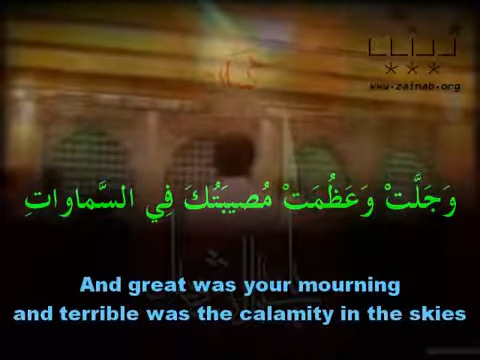 www.zainab.org
وَجَلَّتْ وَعَظُمَتْ مُصيبَتُكَ فِي السَّماواتِ
And great was your mourning
and terrible was the calamity in the skies